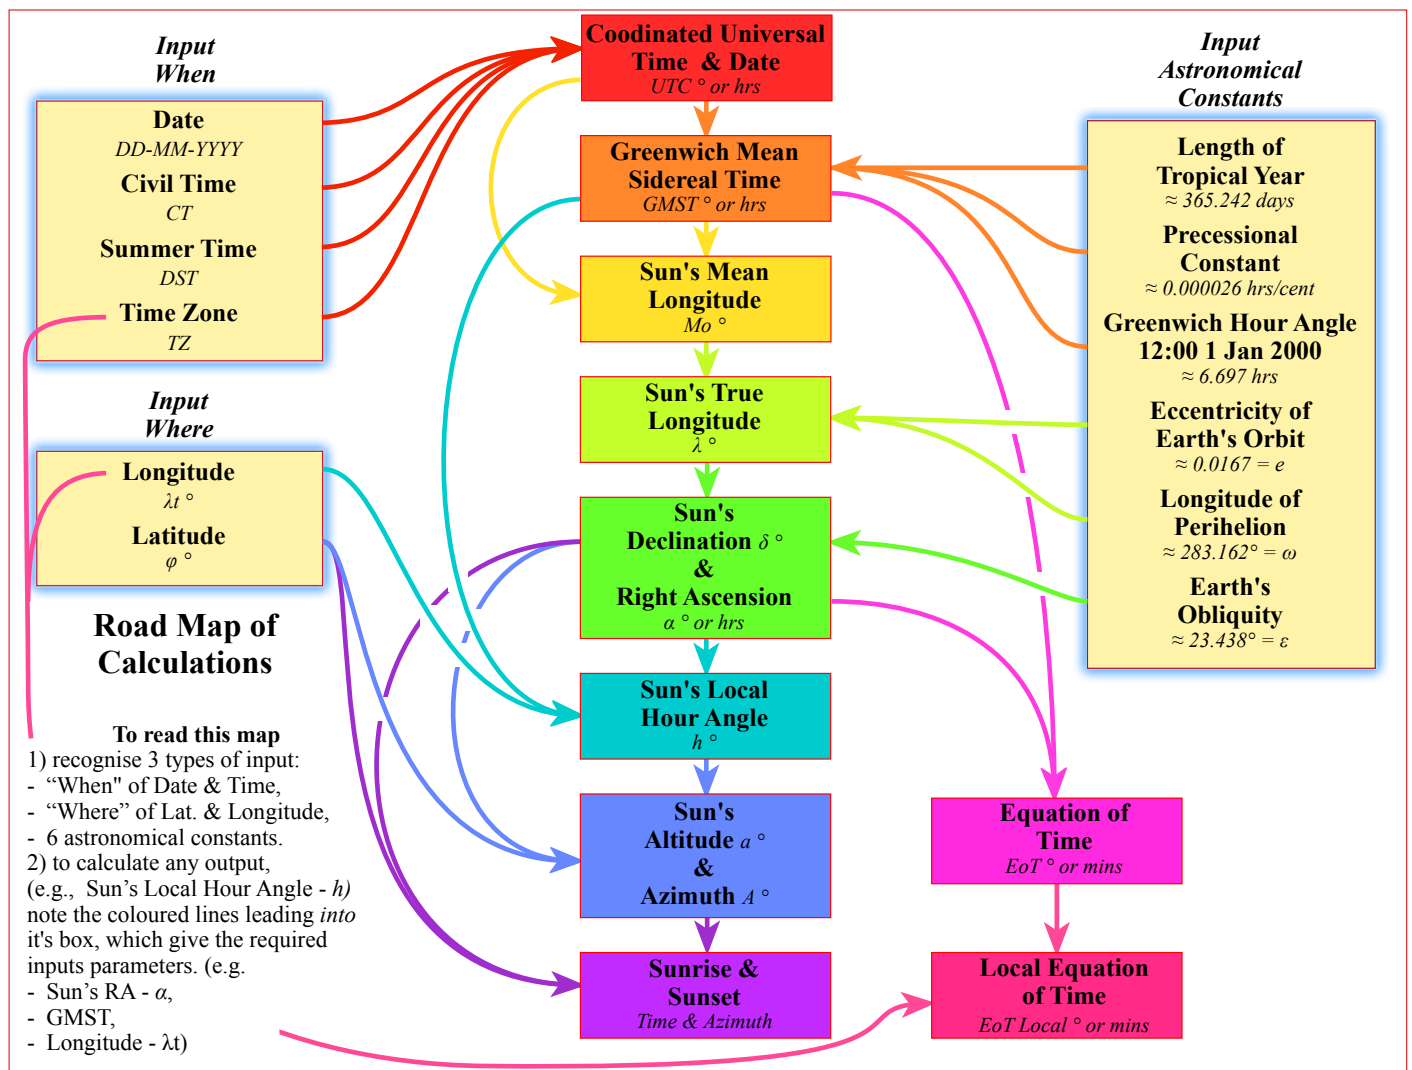 Input
When
Date
DD-MM-YYYY
Civil Time
CT
Summer Time
DST
Time Zone
TZ
Input
Where
Longitude
λt °
Latitude
φ °
Road Map of
Calculations
To read this map
1) recognise 3 types of input:
- “When" of Date & Time,
- “Where” of Lat. & Longitude,
- 6 astronomical constants.
2) to calculate any output,
(e.g., Sun’s Local Hour Angle - h)
note the coloured lines leading into
it's box, which give the required
inputs parameters. (e.g.
- Sun’s RA - α,
- GMST,
- Longitude - λt)
Coodinated Universal
Time & Date
UTC ° or hrs
Greenwich Mean
Sidereal Time
GMST ° or hrs
Sun's Mean
Longitude
Mo °
Sun's True
Longitude
λ °
Sun's
Declination δ °
&
Right Ascension
α ° or hrs
Sun's Local
Hour Angle
h °
Sun's
Altitude a °
&
Azimuth A °
Sunrise &
Sunset
Time & Azimuth
Input
Astronomical
Constants
Length of
Tropical Year
≈ 365.242 days
Precessional
Constant
≈ 0.000026 hrs/cent
Greenwich Hour Angle
12:00 1 Jan 2000
≈ 6.697 hrs
Eccentricity of
Earth's Orbit
≈ 0.0167 = e
Longitude of
Perihelion
≈ 283.162° = ω
Earth's
Obliquity
≈ 23.438° = ε
Equation of
Time
EoT ° or mins
Local Equation
of Time
EoT Local ° or mins